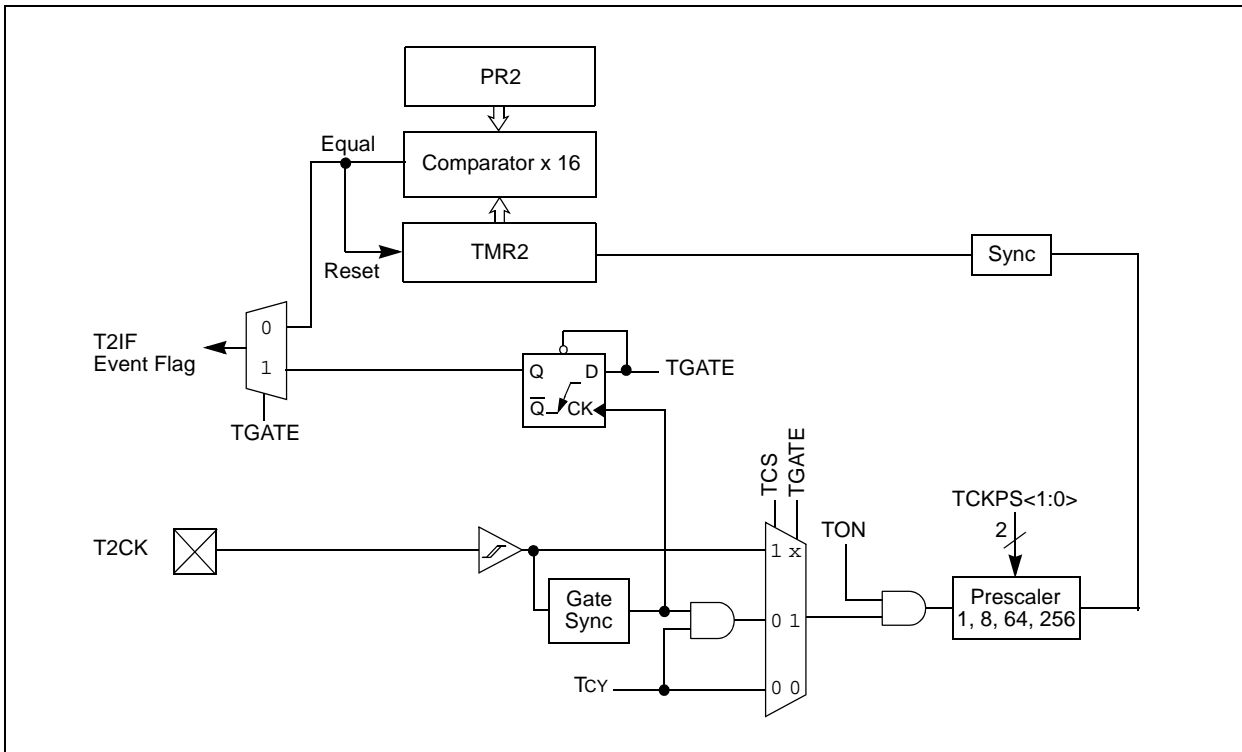 PR2
Equal
Comparator x 16
TMR2
Reset
Sync
0
T2IF
Event Flag
1
Q D
TGATE
Q CK
TGATE
TCS
TGATE
TCKPS<1:0>
2
TON
T2CK
1 x
Gate
Sync
0 1
Prescaler
1, 8, 64, 256
TCY
0 0